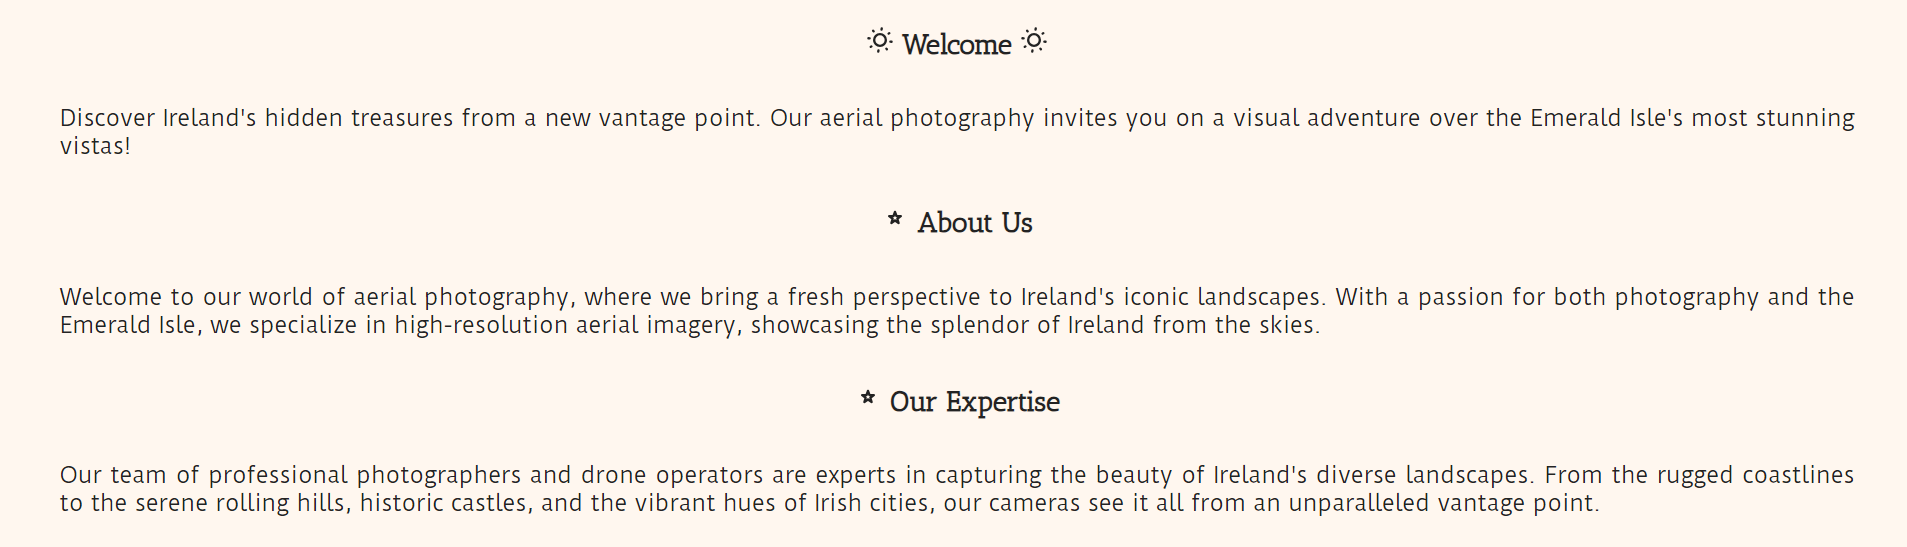 Welcome
Discover Ireland's hidden treasures from a new vantage point. Our aerial photography invites you on a visual adventure over the Emerald Isle's most stunning
vistas!
About Us
Welcome to our world of aerial photography, where we bring a fresh perspective to Ireland's iconic landscapes. With a passion for both photography and the
Emerald Isle, we specialize in high-resolution aerial imagery, showcasing the splendor of Ireland from the skies.
Our Expertise
Our team of professional photographers and drone operators are experts in capturing the beauty of Ireland's diverse landscapes. From the rugged coastlines
to the serene rolling hills, historic castles, and the vibrant hues of Irish cities, our cameras see it all from an unparalleled vantage point.